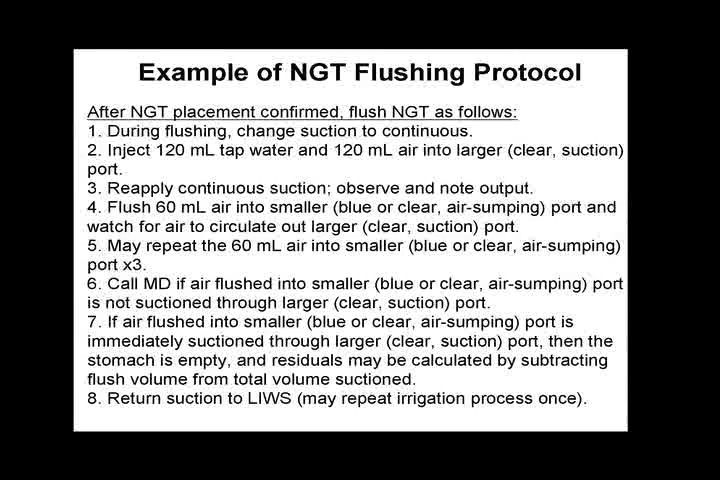 Example of NGT Flushing Protocol
After NGT placement confirmed, flush NGT as follows:
1. During flushing, change suction to continuous.
2. Inject 120 mL tap water and 120 mL air into larger (clear, suction)
port.
3. Reapply continuous suction; observe and note output.
4. Flush 60 mL air into smaller (blue or clear, air-sumping) port and
watch for air to circulate out larger (clear, suction) port.
5. May repeat the 60 mL air into smaller (blue or clear, air-sumping)
port x3.
6. Call MD if air flushed into smaller (blue or clear, air-sumping) port
is not suctioned through larger (clear, suction) port.
7. If air flushed into smaller (blue or clear, air-sumping) port is
immediately suctioned through larger (clear, suction) port, then the
stomach is empty, and residuals may be calculated by subtracting
flush volume from total volume suctioned.
8. Return suction to LIWS (may repeat irrigation process once).